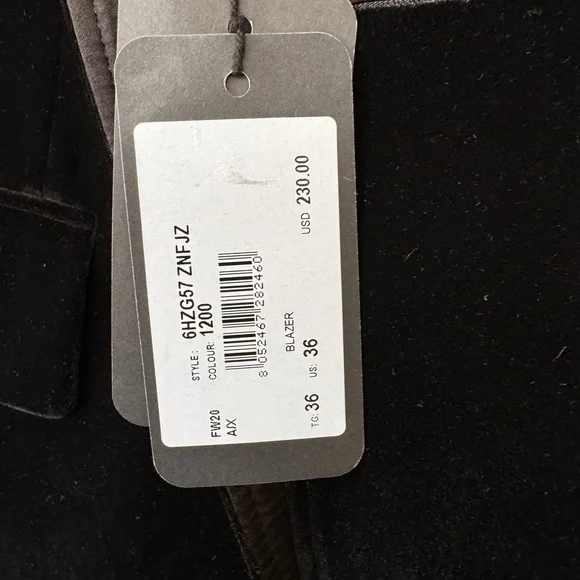 STYLE: 6HZG57 ZNFJZ
COLOUR: 1200
8 052467 282460
BLAZER
USD 230.00
FW20
A/X
TG: 36 US: 36